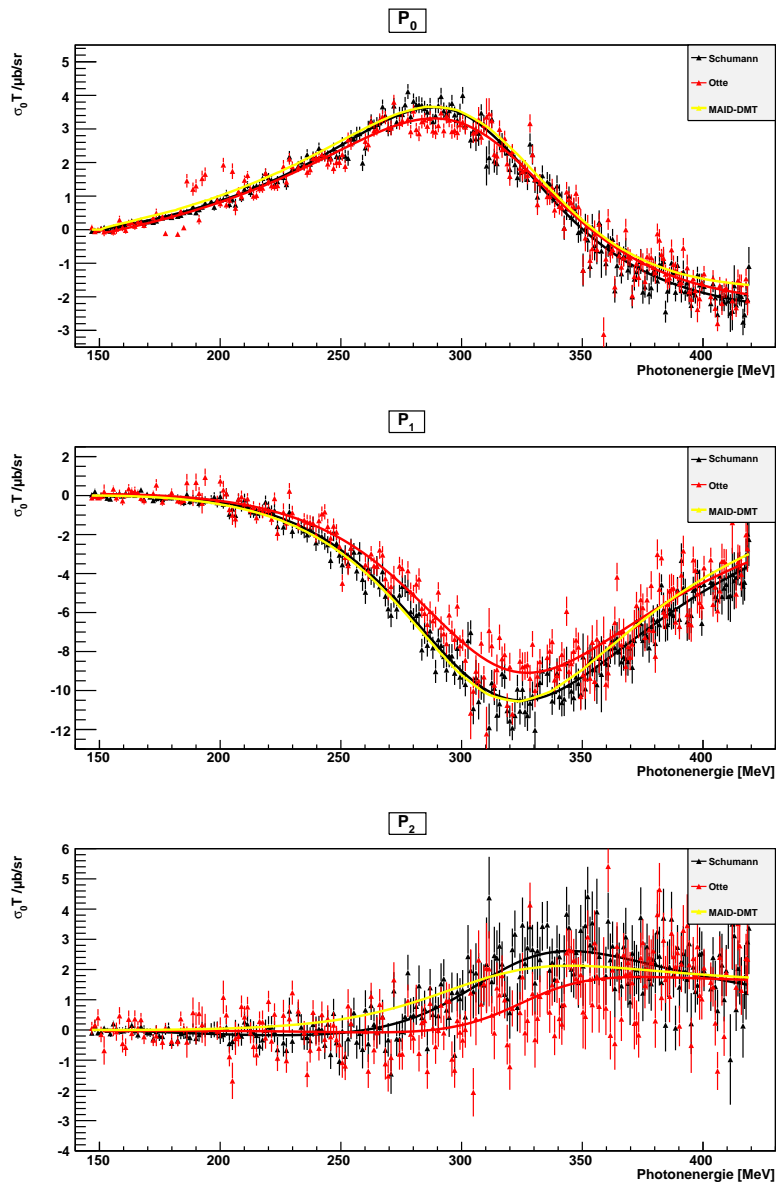 P₀
σ₀T /μb/sr
5
4
3
2
1
0
-1
-2
-3
150 200 250 300 350 400
Photonenergie [MeV]
Schumann
Otte
MAID-DMT
P₁
σ₀T /μb/sr
2
0
-2
-4
-6
-8
-10
-12
150 200 250 300 350 400
Photonenergie [MeV]
Schumann
Otte
MAID-DMT
P₂
σ₀T /μb/sr
6
5
4
3
2
1
0
-1
-2
-3
-4
150 200 250 300 350 400
Photonenergie [MeV]
Schumann
Otte
MAID-DMT